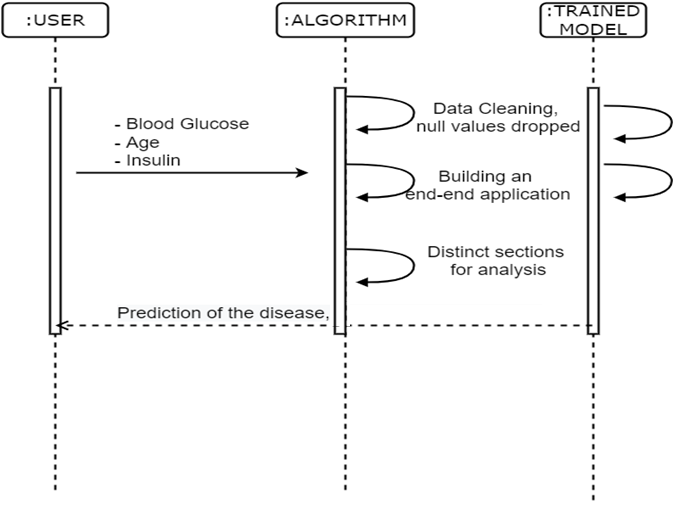 :USER
:ALGORITHM
:TRAINED
MODEL
- Blood Glucose
- Age
- Insulin
Data Cleaning,
null values dropped
Building an
end-end application
Distinct sections
for analysis
Prediction of the disease,